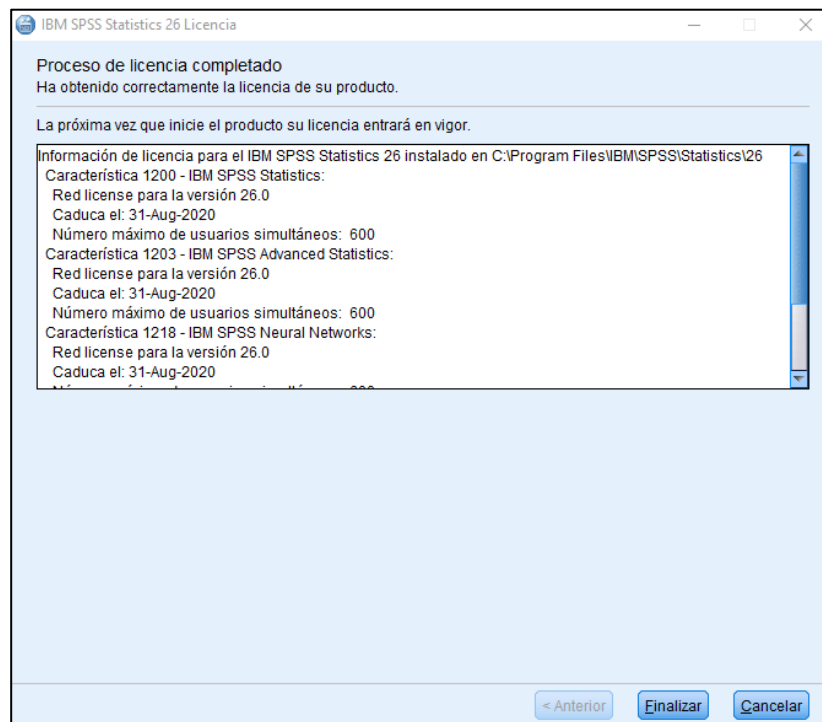 IBM SPSS Statistics 26 Licencia
Proceso de licencia completado
Ha obtenido correctamente la licencia de su producto.
La próxima vez que inicie el producto su licencia entrará en vigor.
Información de licencia para el IBM SPSS Statistics 26 instalado en C:\Program Files\IBM\SPSS\Statistics\26
Característica 1200 - IBM SPSS Statistics:
Red license para la versión 26.0
Caduca el: 31-Aug-2020
Número máximo de usuarios simultáneos: 600
Característica 1203 - IBM SPSS Advanced Statistics:
Red license para la versión 26.0
Caduca el: 31-Aug-2020
Número máximo de usuarios simultáneos: 600
Característica 1218 - IBM SPSS Neural Networks:
Red license para la versión 26.0
Caduca el: 31-Aug-2020
< Anterior
Finalizar
Cancelar